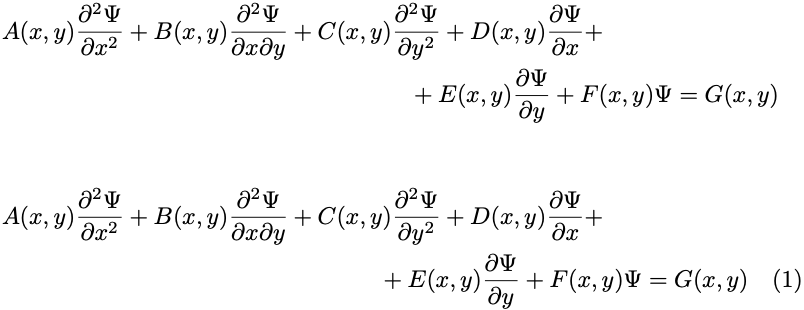 A(x, y) ∂²Ψ/∂x² + B(x, y) ∂²Ψ/∂x∂y + C(x, y) ∂²Ψ/∂y² + D(x, y) ∂Ψ/∂x +
+ E(x, y) ∂Ψ/∂y + F(x, y)Ψ = G(x, y)
A(x, y) ∂²Ψ/∂x² + B(x, y) ∂²Ψ/∂x∂y + C(x, y) ∂²Ψ/∂y² + D(x, y) ∂Ψ/∂x +
+ E(x, y) ∂Ψ/∂y + F(x, y)Ψ = G(x, y) (1)